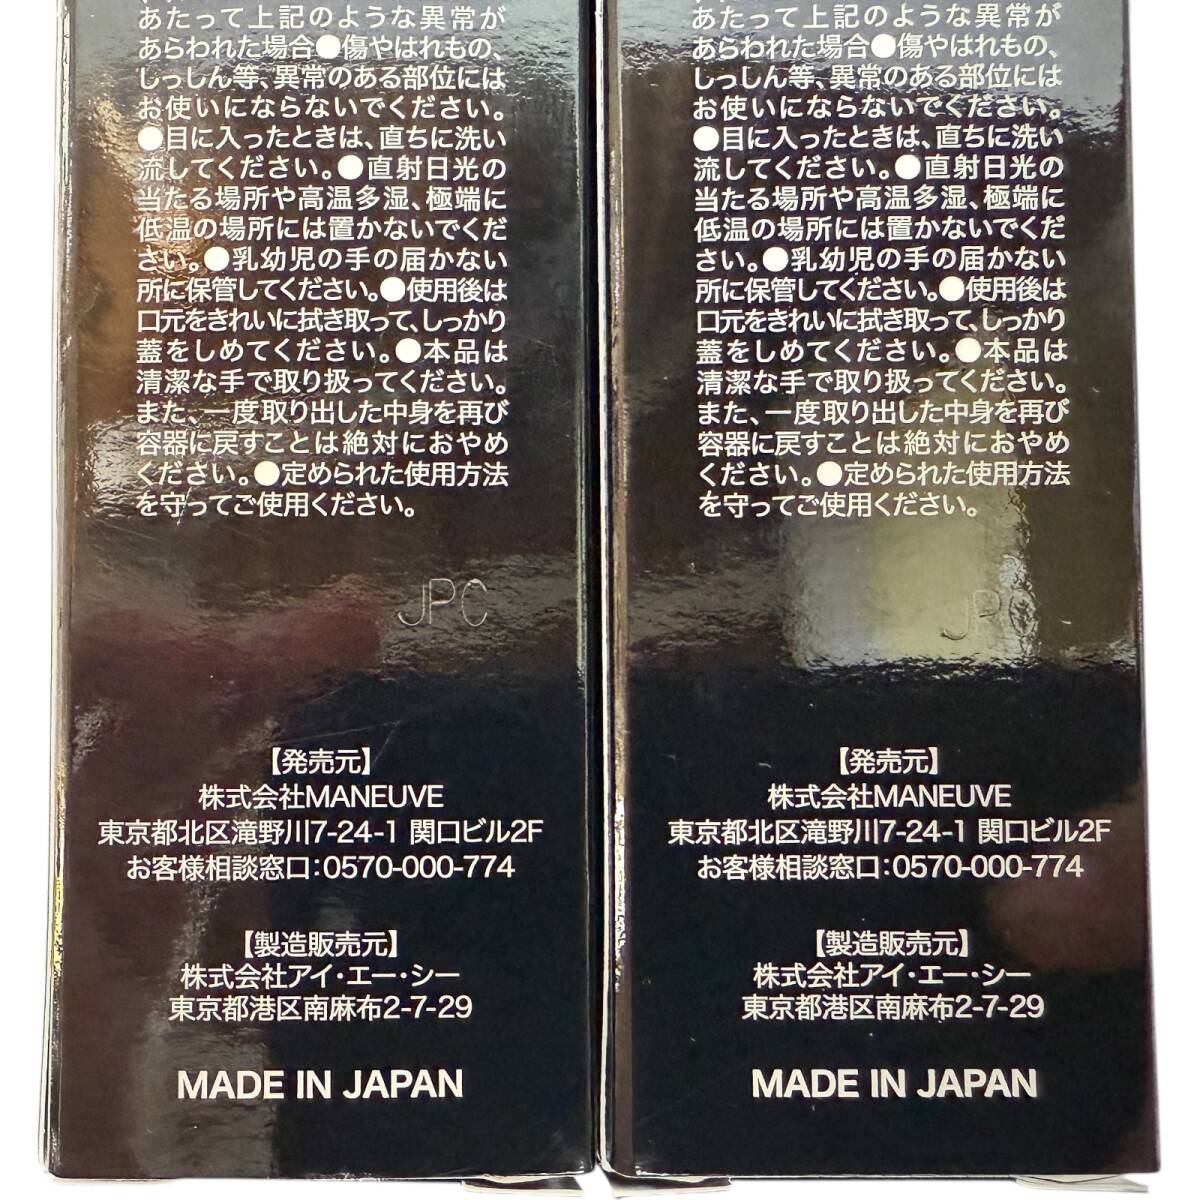 あたって上記のような異常が
あらわれた場合●傷やはれもの、
しっしん等、異常のある部位には
お使いにならないでください。
●目に入ったときは、直ちに洗い
流してください。●直射日光の
当たる場所や高温多湿、極端に
低温の場所には置かないでくだ
さい。●乳幼児の手の届かない
所に保管してください。●使用後は
口元をきれいに拭き取って、しっかり
蓋をしめてください。●本品は
清潔な手で取り扱ってください。
また、一度取り出した中身を再び
容器に戻すことは絶対におやめ
ください。●定められた使用方法
を守ってご使用ください。
JPC
【発売元】
株式会社MANEUVE
東京都北区滝野川7-24-1 関口ビル2F
お客様相談窓口:0570-000-774
【製造販売元】
株式会社アイ・エー・シー
東京都港区南麻布2-7-29
MADE IN JAPAN
あたって上記のような異常が
あらわれた場合●傷やはれもの、
しっしん等、異常のある部位には
お使いにならないでください。
●目に入ったときは、直ちに洗い
流してください。●直射日光の
当たる場所や高温多湿、極端に
低温の場所には置かないでくだ
さい。●乳幼児の手の届かない
所に保管してください。●使用後は
口元をきれいに拭き取って、しっかり
蓋をしめてください。●本品は
清潔な手で取り扱ってください。
また、一度取り出した中身を再び
容器に戻すことは絶対におやめ
ください。●定められた使用方法
を守ってご使用ください。
JPC
【発売元】
株式会社MANEUVE
東京都北区滝野川7-24-1 関口ビル2F
お客様相談窓口:0570-000-774
【製造販売元】
株式会社アイ・エー・シー
東京都港区南麻布2-7-29
MADE IN JAPAN